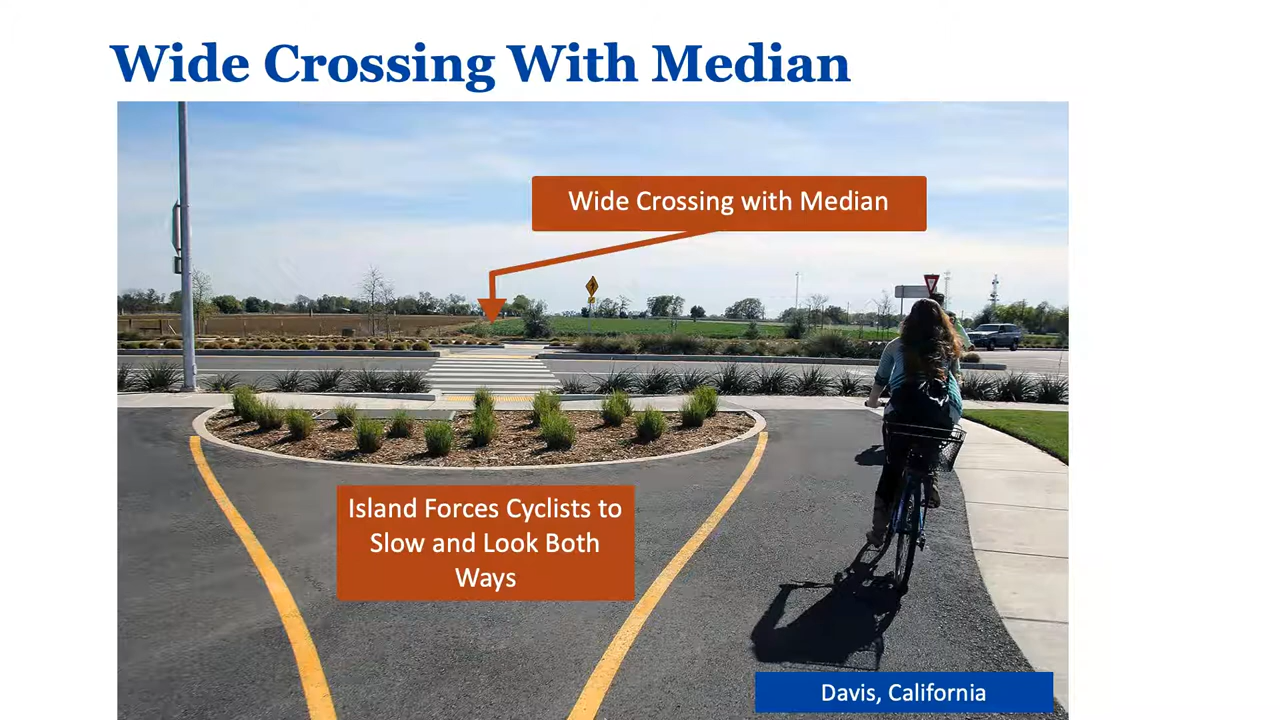 Wide Crossing With Median
Wide Crossing with Median
Island Forces Cyclists to
Slow and Look Both
Ways
Davis, California